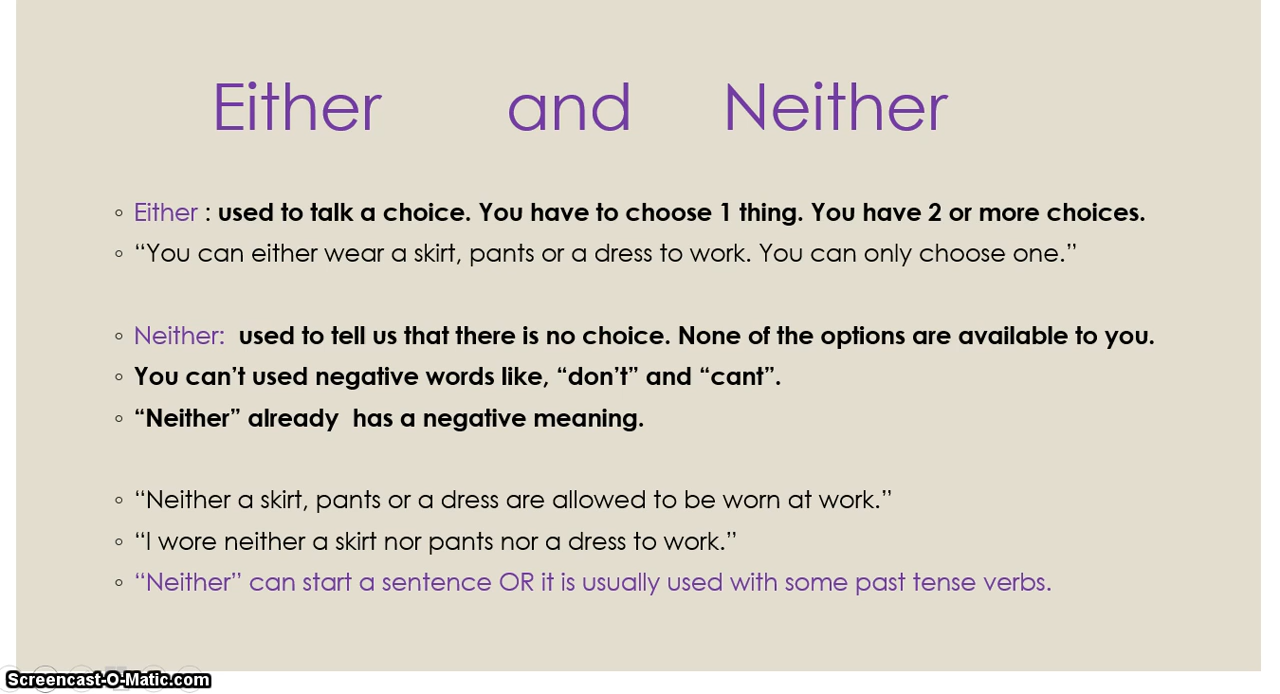 Either and Neither
Either : used to talk a choice. You have to choose 1 thing. You have 2 or more choices.
“You can either wear a skirt, pants or a dress to work. You can only choose one.”
Neither: used to tell us that there is no choice. None of the options are available to you.
You can’t used negative words like, “don’t” and “cant”.
“Neither” already has a negative meaning.
“Neither a skirt, pants or a dress are allowed to be worn at work.”
“I wore neither a skirt nor pants nor a dress to work.”
“Neither” can start a sentence OR it is usually used with some past tense verbs.
Screencast-O-Matic.com